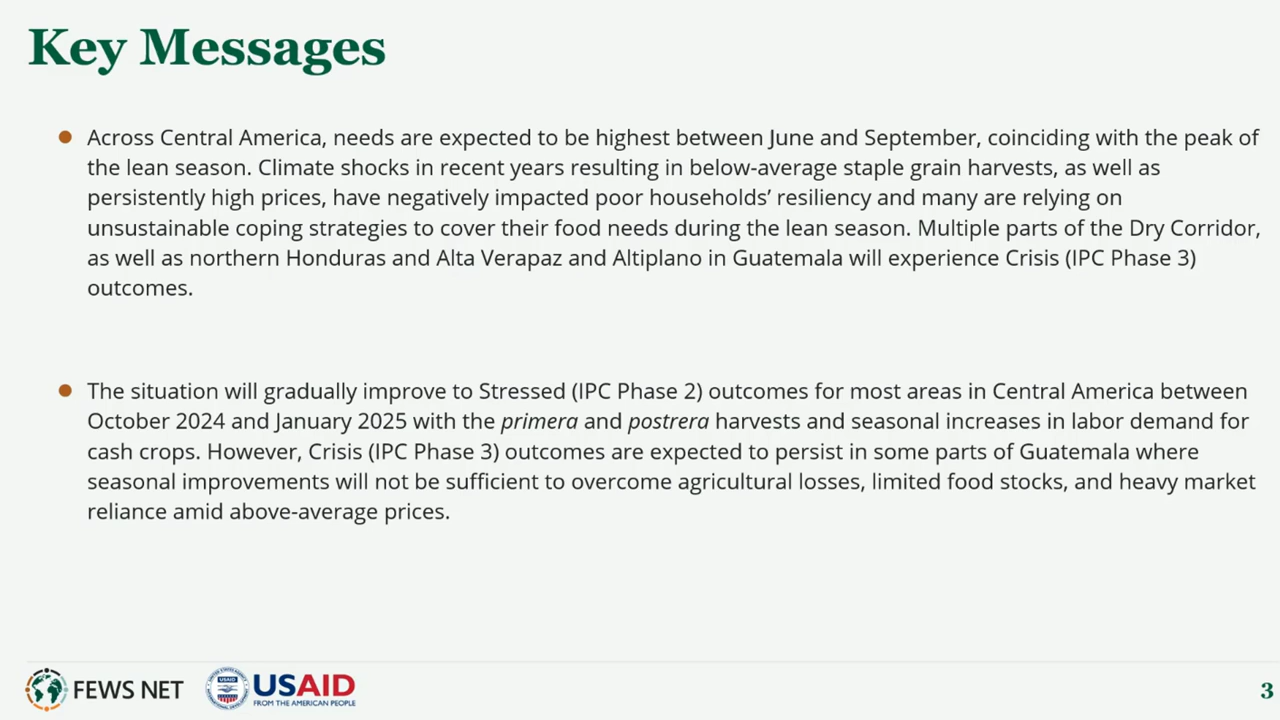 Key Messages
Across Central America, needs are expected to be highest between June and September, coinciding with the peak of
the lean season. Climate shocks in recent years resulting in below-average staple grain harvests, as well as
persistently high prices, have negatively impacted poor households’ resiliency and many are relying on
unsustainable coping strategies to cover their food needs during the lean season. Multiple parts of the Dry Corridor,
as well as northern Honduras and Alta Verapaz and Altiplano in Guatemala will experience Crisis (IPC Phase 3)
outcomes.
The situation will gradually improve to Stressed (IPC Phase 2) outcomes for most areas in Central America between
October 2024 and January 2025 with the primera and postrera harvests and seasonal increases in labor demand for
cash crops. However, Crisis (IPC Phase 3) outcomes are expected to persist in some parts of Guatemala where
seasonal improvements will not be sufficient to overcome agricultural losses, limited food stocks, and heavy market
reliance amid above-average prices.
FEWS NET
USAID
USAID
FROM THE AMERICAN PEOPLE
3